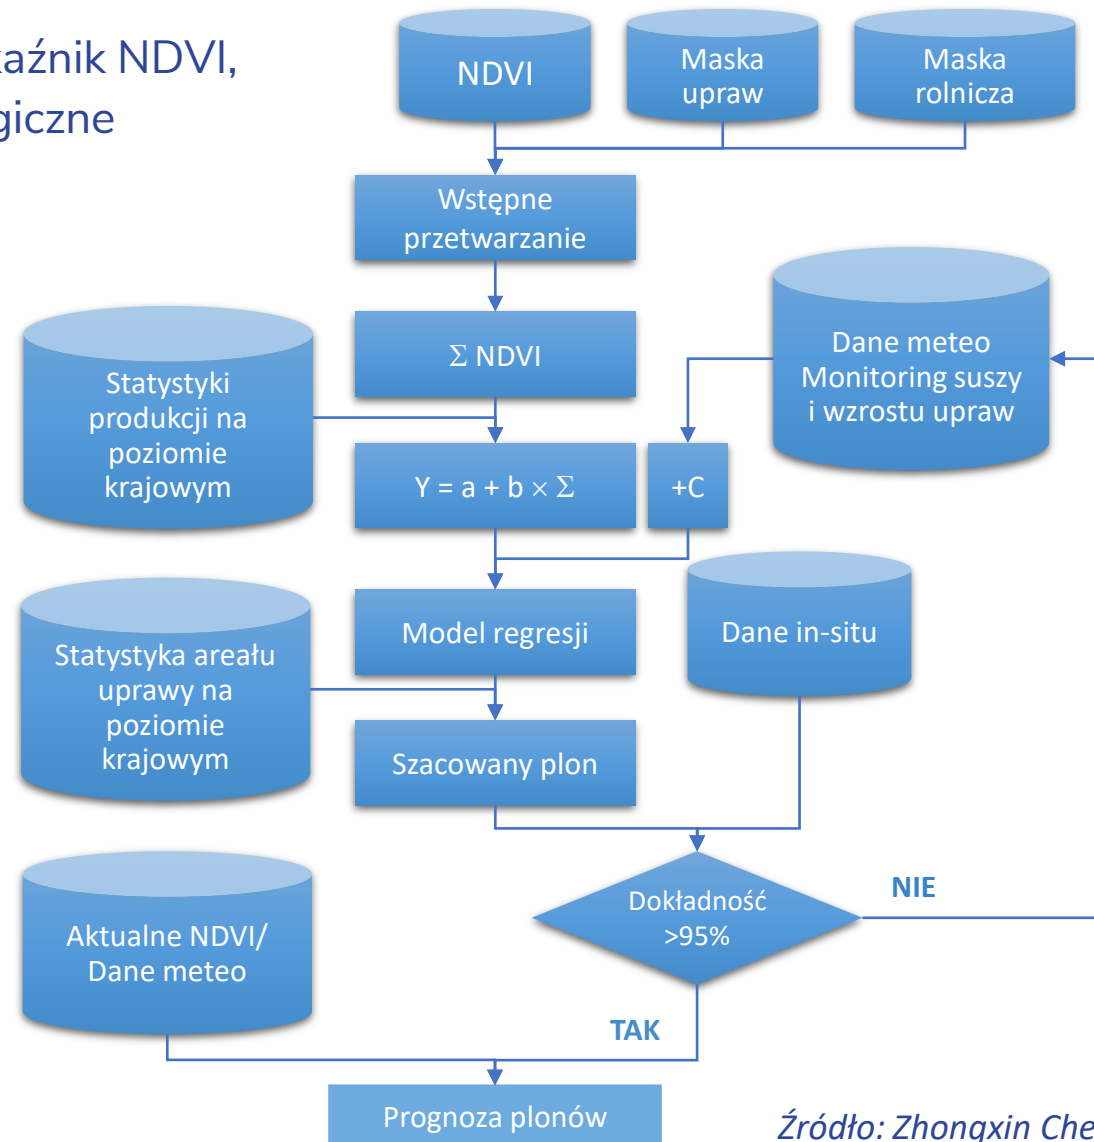 kaźnik NDVI,
giczne
NDVI
Maska
upraw
Maska
rolnicza
Wstępne
przetwarzanie
Σ NDVI
Statystyki
produkcji na
poziomie
krajowym
Dane meteo
Monitoring suszy
i wzrostu upraw
Y = a + b × Σ
+C
Model regresji
Dane in-situ
Statystyka areału
uprawy na
poziomie
krajowym
Szacowany plon
Dokładność
>95%
NIE
Aktualne NDVI/
Dane meteo
TAK
Prognoza plonów
Źródło: Zhongxin Che